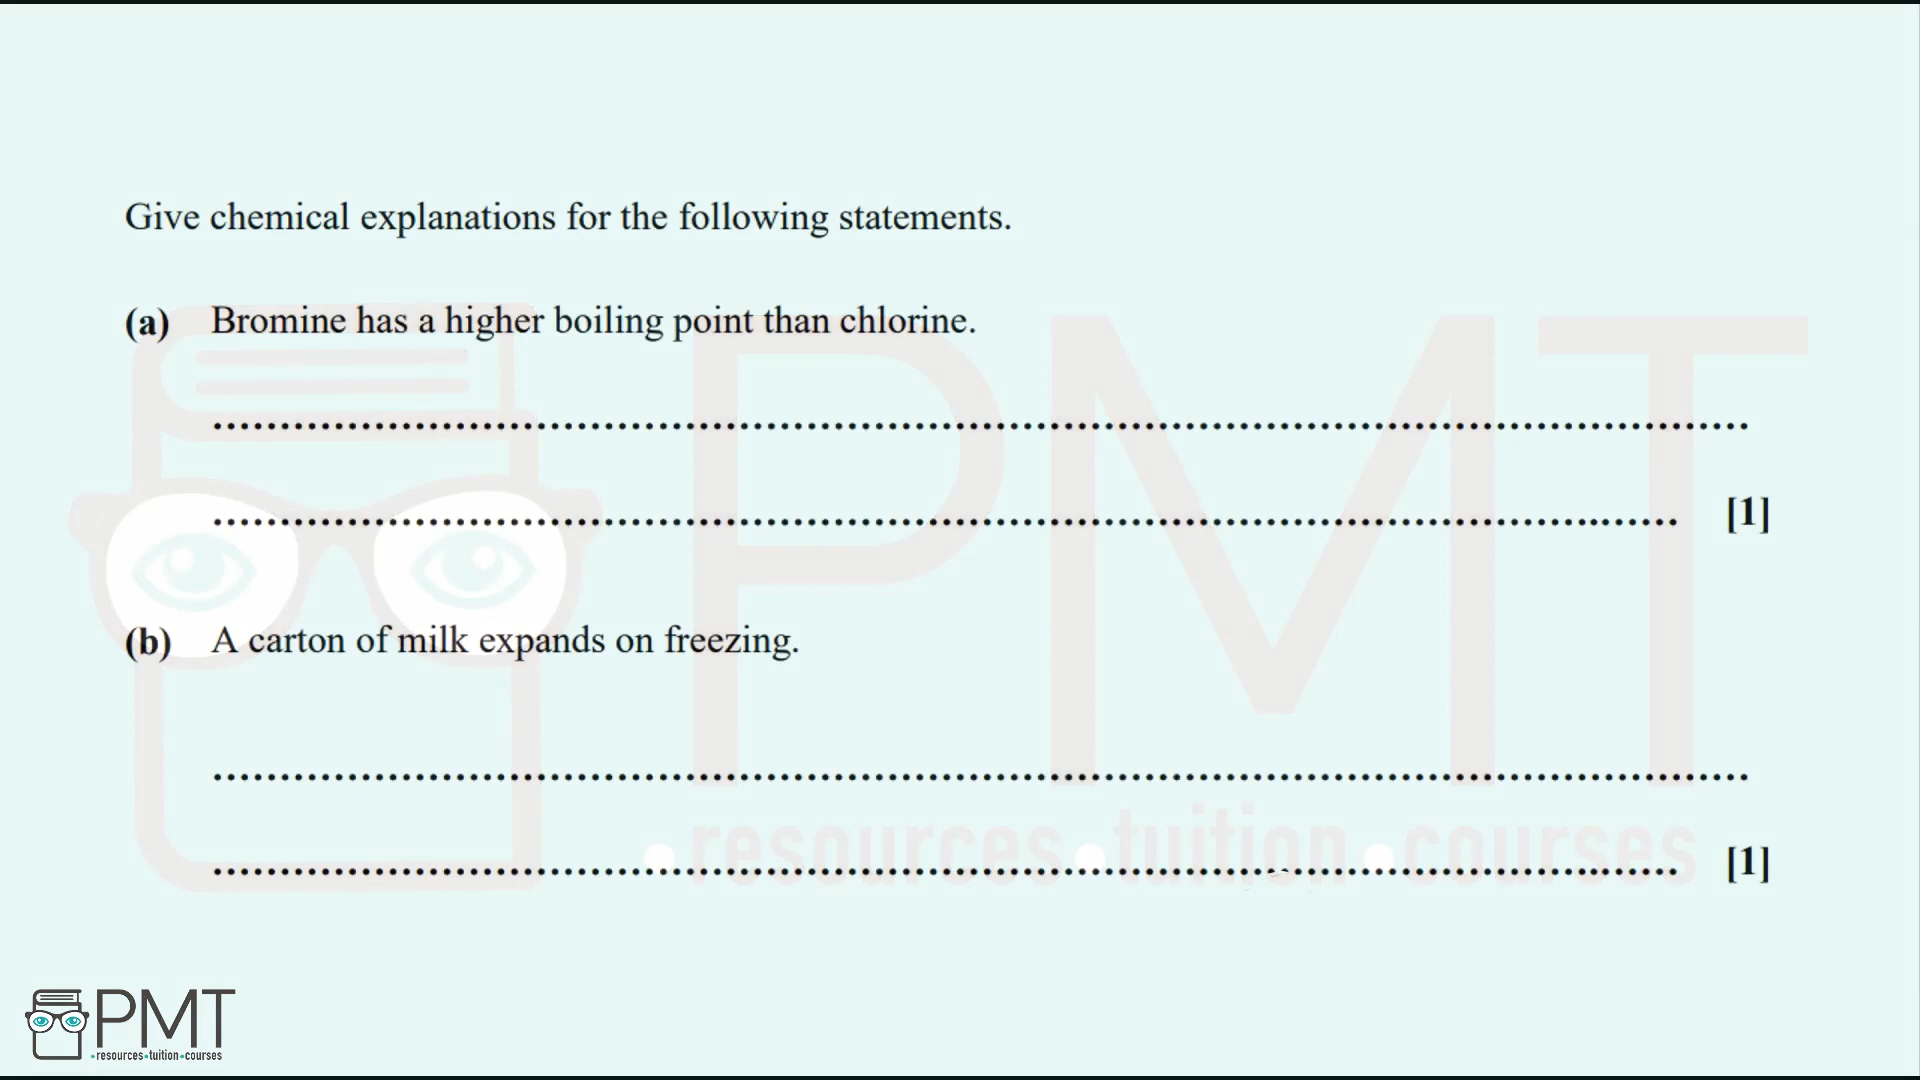 Give chemical explanations for the following statements.
(a) Bromine has a higher boiling point than chlorine.
........................................................................................................................
................................................................................................................... [1]
(b) A carton of milk expands on freezing.
........................................................................................................................
................................................................................................................... [1]
PMT
•resources•tuition•courses
PMT
•resources•tuition•courses